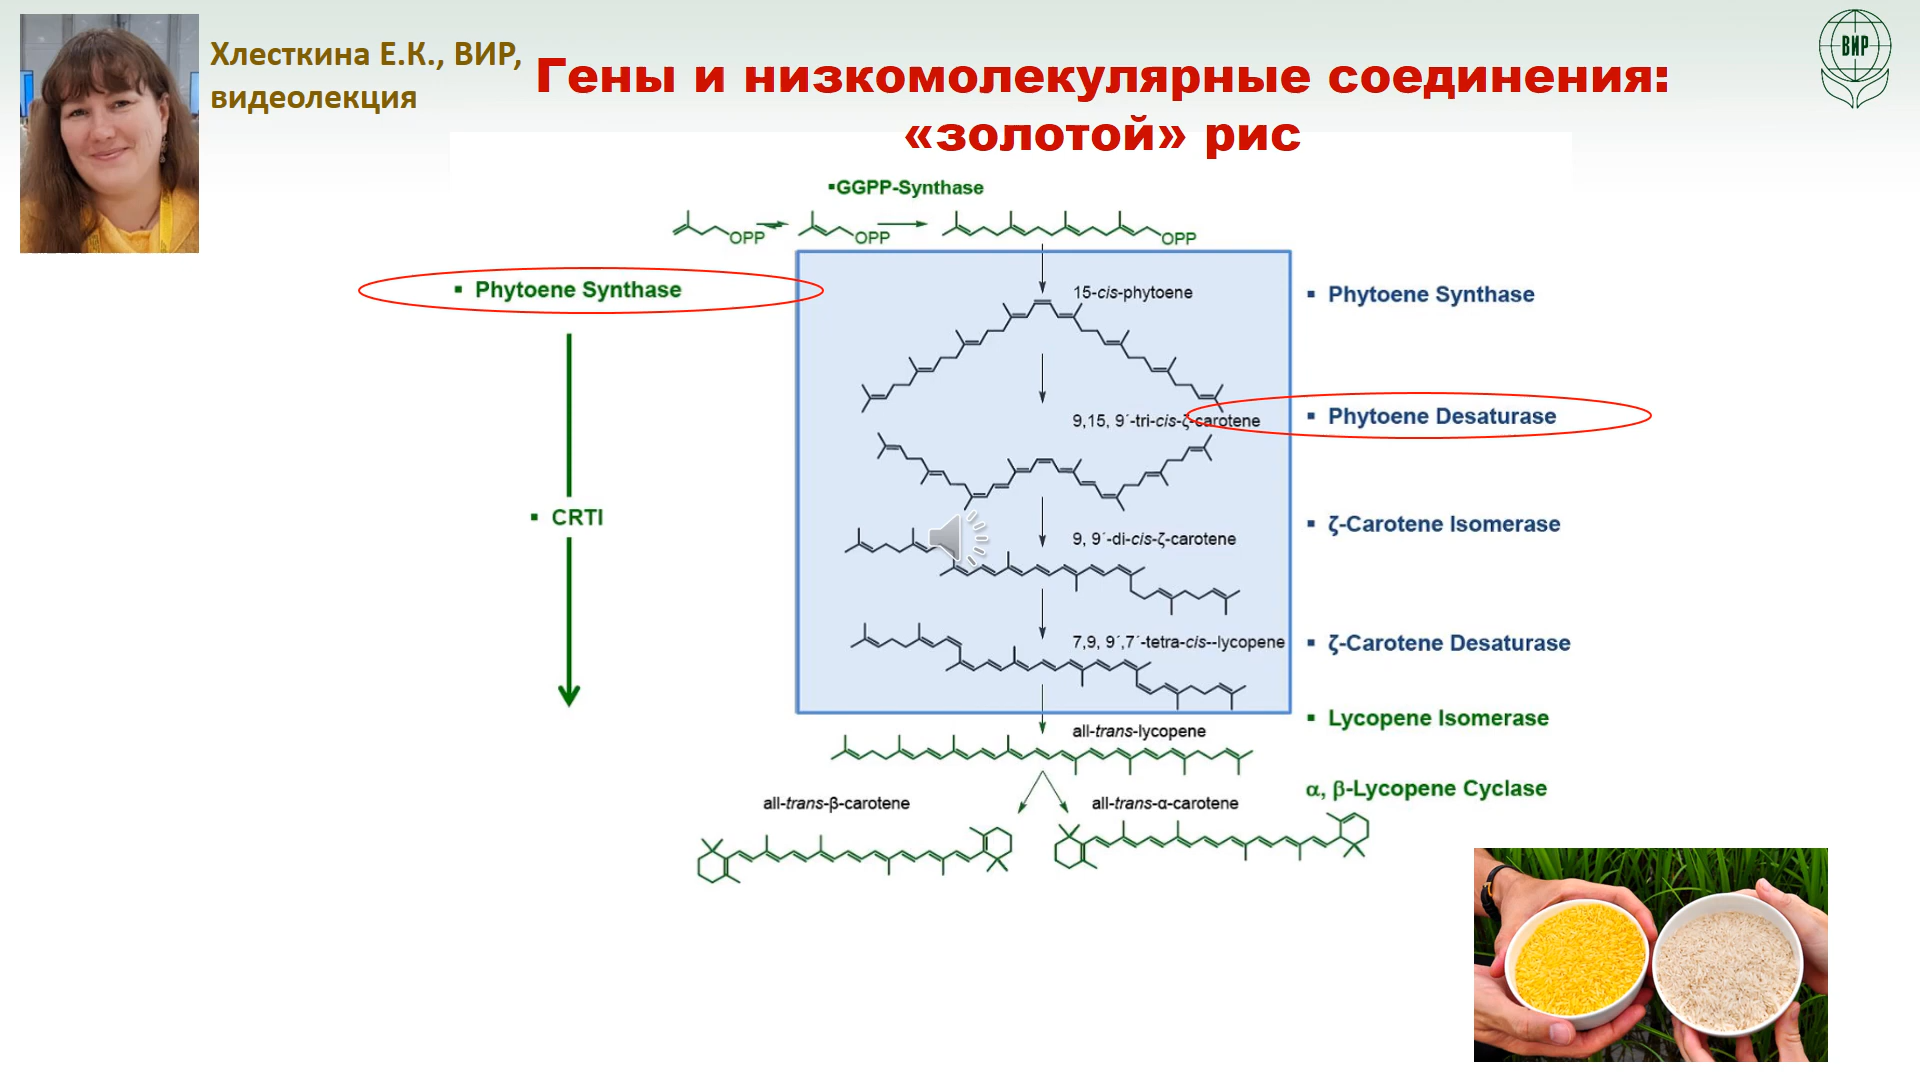 Хлесткина Е.К., ВИР,
видеолекция
Гены и низкомолекулярные соединения:
«золотой» рис
ВИР
▪GGPP-Synthase
OPP
OPP
OPP
▪ Phytoene Synthase
15-cis-phytoene
▪ Phytoene Synthase
9,15, 9´-tri-cis-ζ-carotene
▪ Phytoene Desaturase
▪ CRTI
9, 9´-di-cis-ζ-carotene
▪ ζ-Carotene Isomerase
7,9, 9´,7´-tetra-cis--lycopene
▪ ζ-Carotene Desaturase
all-trans-lycopene
▪ Lycopene Isomerase
α, β-Lycopene Cyclase
all-trans-β-carotene
all-trans-α-carotene